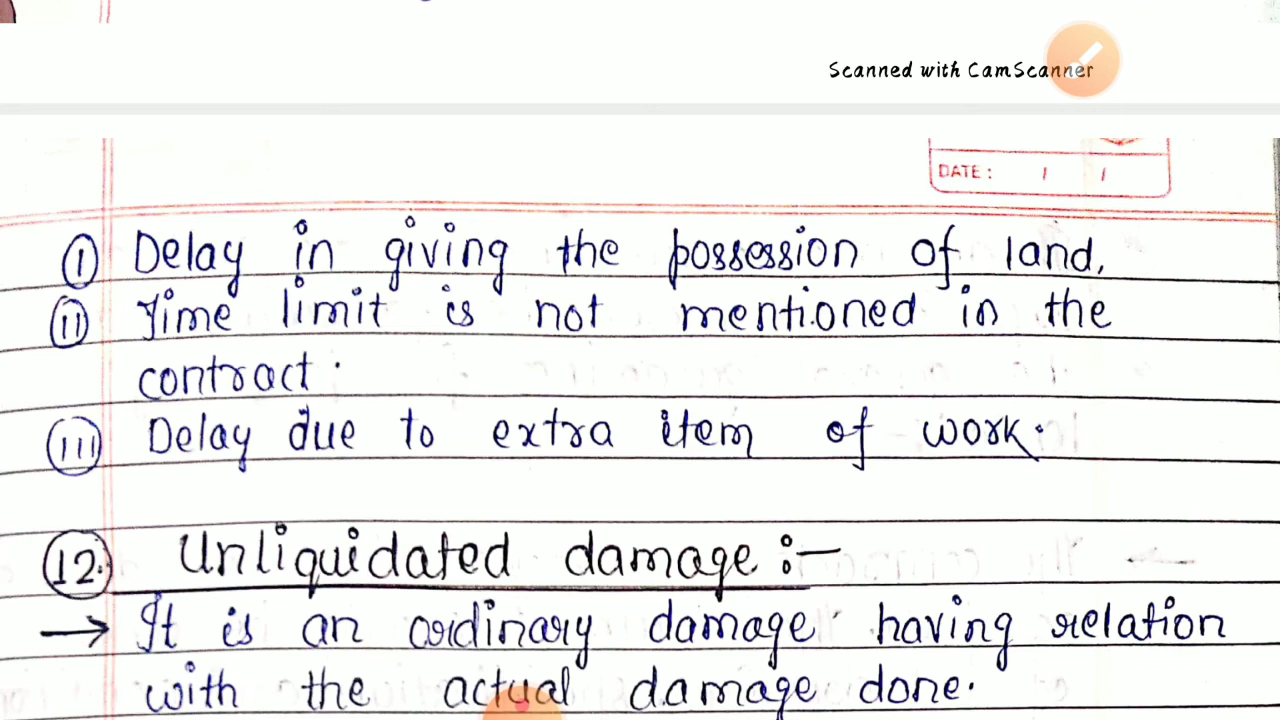 Scanned with CamScanner
DATE: / /
(i) Delay in giving the possession of land.
(ii) Time limit is not mentioned in the
contract.
(iii) Delay due to extra item of work.
(12.) Unliquidated damage :-
→ It is an ordinary damage having relation
with the actual damage done.